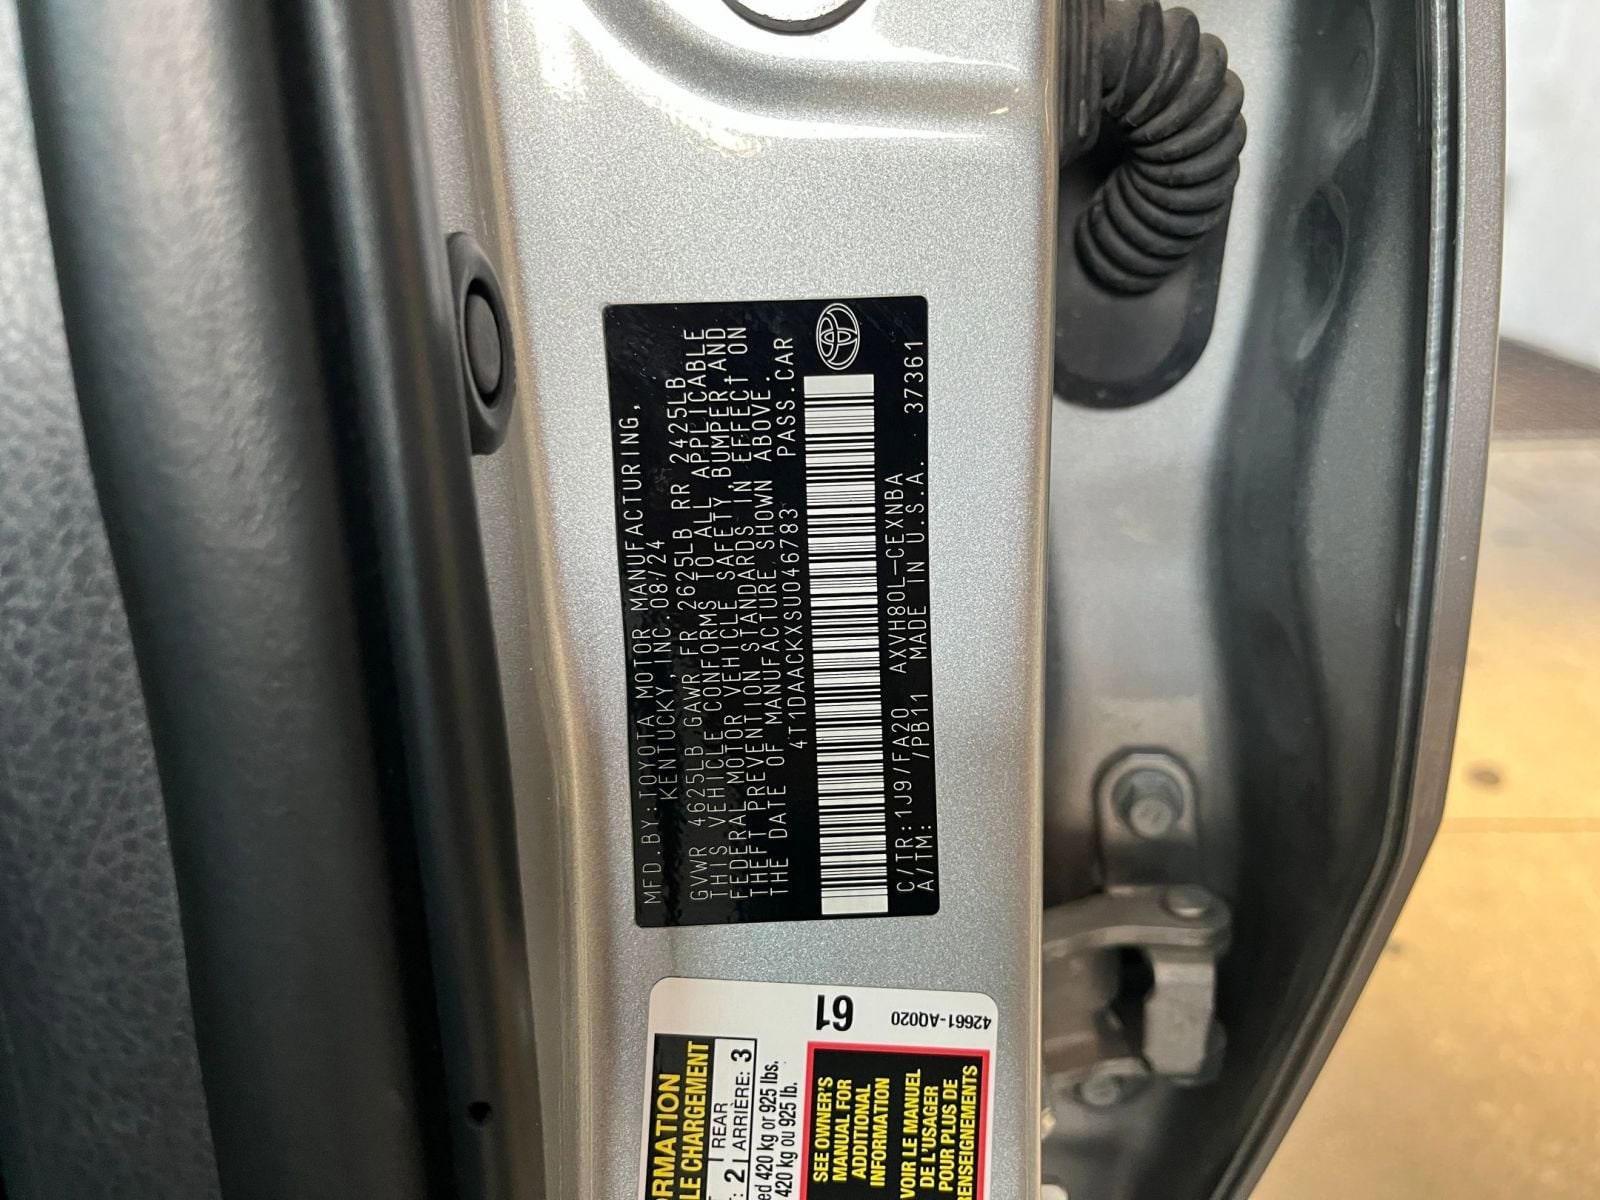 MFD.BY:TOYOTA MOTOR MANUFACTURING,
KENTUCKY,INC.08/24
GVWR 4625LB GAWR FR 2625LB RR 2425LB
THIS VEHICLE CONFORMS TO ALL APPLICABLE
FEDERAL MOTOR VEHICLE SAFETY,BUMPER,AND
THEFT PREVENTION STANDARDS IN EFFECT ON
THE DATE OF MANUFACTURE SHOWN ABOVE.
4T1DAACKXSU046783 PASS.CAR
C/TR:1J9/FA20 AXVH80L-CEXNBA
A/TM: /PB11 MADE IN U.S.A. 37361
61
42661-AQ020
LE CHARGEMENT
REAR
2 ARRIÈRE: 3
420 kg or 925 lbs.
420 kg ou 925 lb.
SEE OWNER'S
MANUAL FOR
ADDITIONAL
INFORMATION
VOIR LE MANUEL
DE L'USAGER
POUR PLUS DE
RENSEIGNEMENTS